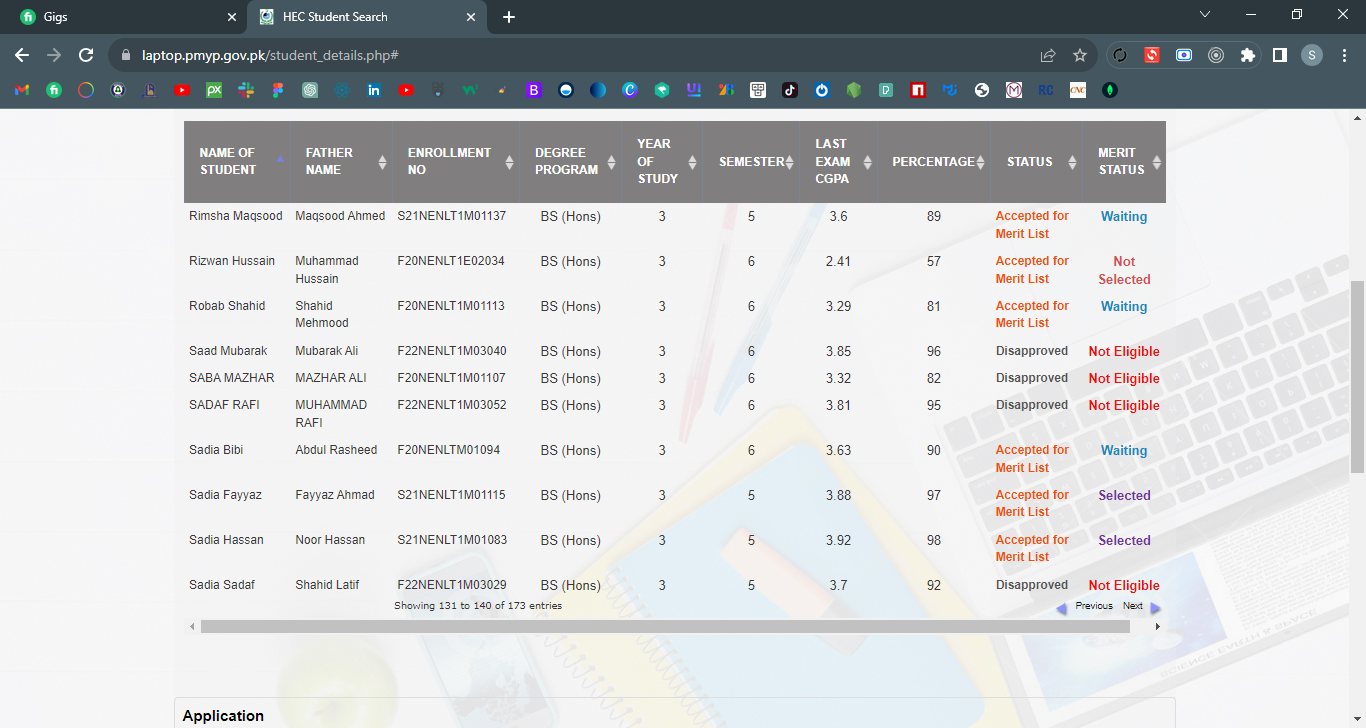 Gigs
HEC Student Search
laptop.pmyp.gov.pk/student_details.php#
S
NAME OF STUDENT FATHER NAME ENROLLMENT NO DEGREE PROGRAM YEAR OF STUDY SEMESTER LAST EXAM CGPA PERCENTAGE STATUS MERIT STATUS
Rimsha Maqsood Maqsood Ahmed S21NENLT1M01137 BS (Hons) 3 5 3.6 89 Accepted for Merit List Waiting
Rizwan Hussain Muhammad Hussain F20NENLT1E02034 BS (Hons) 3 6 2.41 57 Accepted for Merit List Not Selected
Robab Shahid Shahid Mehmood F20NENLT1M01113 BS (Hons) 3 6 3.29 81 Accepted for Merit List Waiting
Saad Mubarak Mubarak Ali F22NENLT1M03040 BS (Hons) 3 6 3.85 96 Disapproved Not Eligible
SABA MAZHAR MAZHAR ALI F20NENLT1M01107 BS (Hons) 3 6 3.32 82 Disapproved Not Eligible
SADAF RAFI MUHAMMAD RAFI F22NENLT1M03052 BS (Hons) 3 6 3.81 95 Disapproved Not Eligible
Sadia Bibi Abdul Rasheed F20NENLTM01094 BS (Hons) 3 6 3.63 90 Accepted for Merit List Waiting
Sadia Fayyaz Fayyaz Ahmad S21NENLT1M01115 BS (Hons) 3 5 3.88 97 Accepted for Merit List Selected
Sadia Hassan Noor Hassan S21NENLT1M01083 BS (Hons) 3 5 3.92 98 Accepted for Merit List Selected
Sadia Sadaf Shahid Latif F22NENLT1M03029 BS (Hons) 3 5 3.7 92 Disapproved Not Eligible
Showing 131 to 140 of 173 entries
Previous Next
SCIENCE EARTH & SPACE
Application